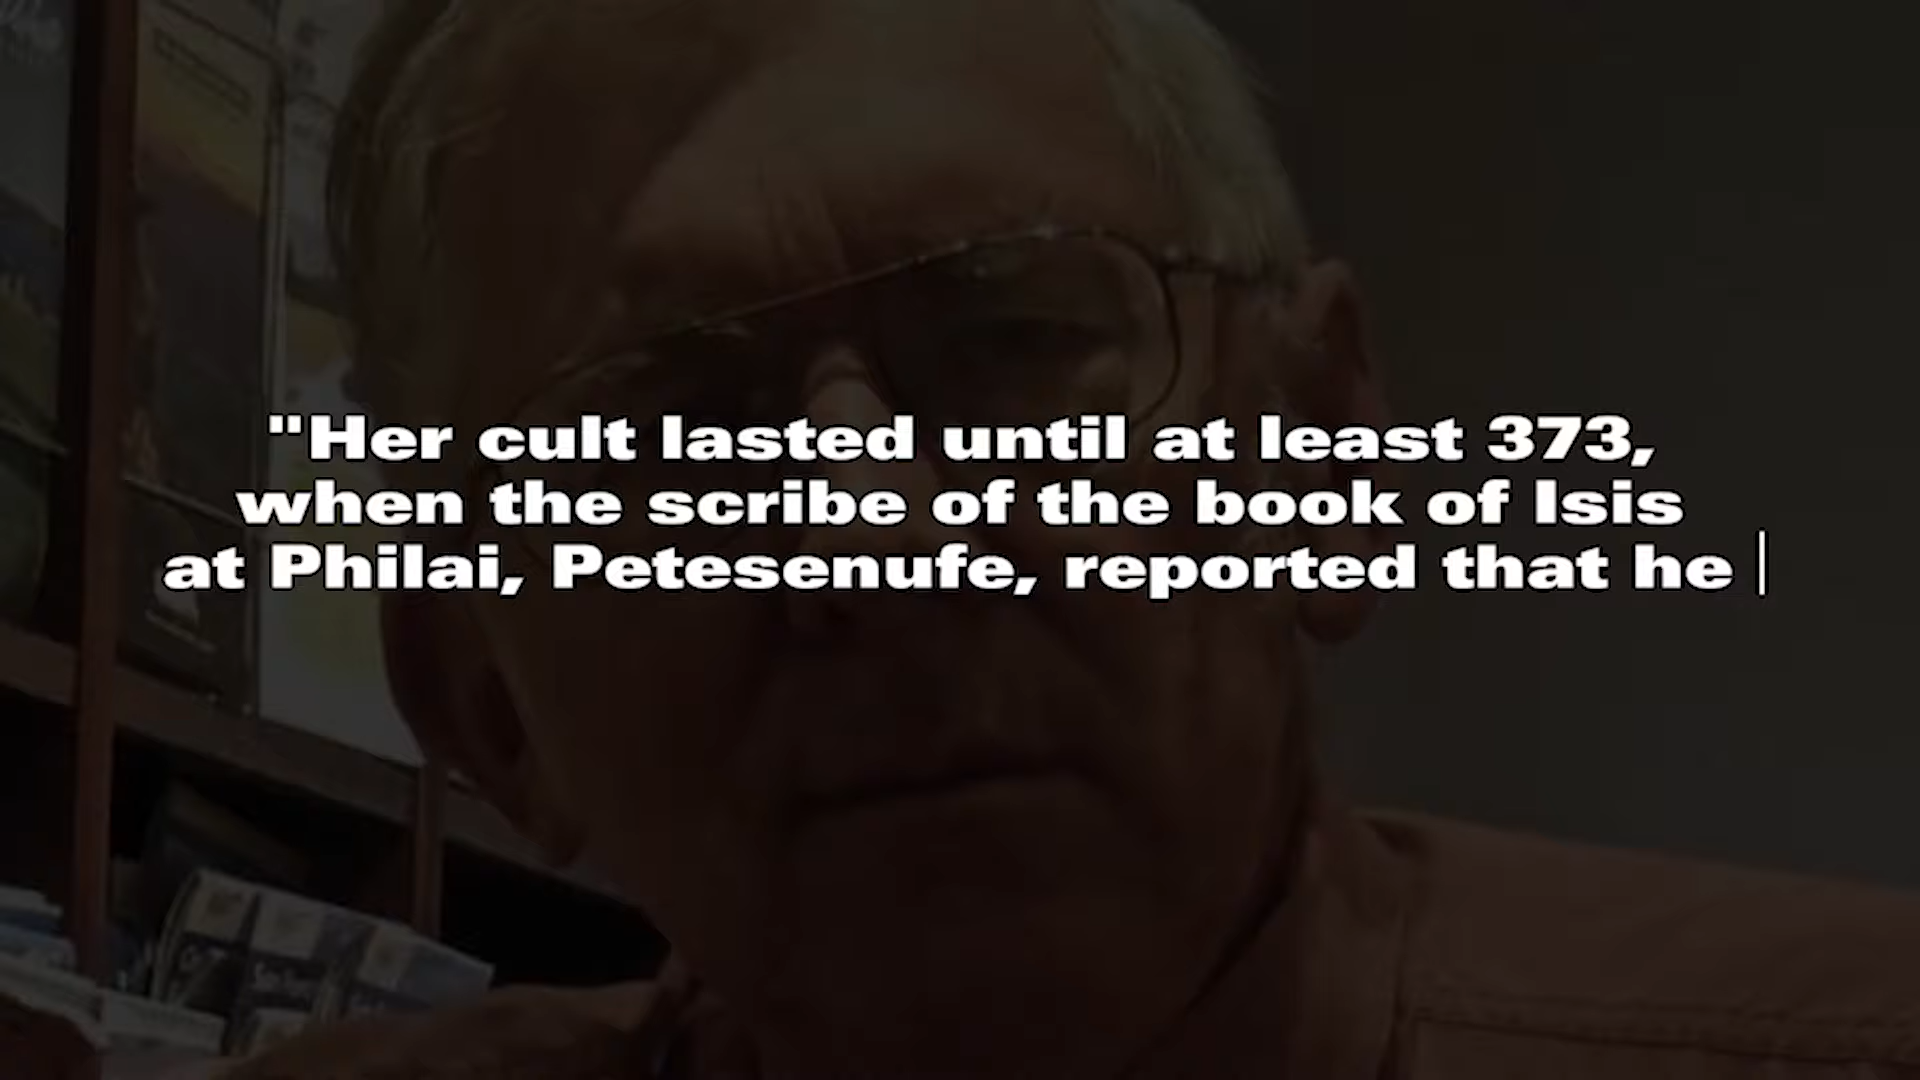 "Her cult lasted until at least 373,
when the scribe of the book of Isis
at Philai, Petesenufe, reported that he